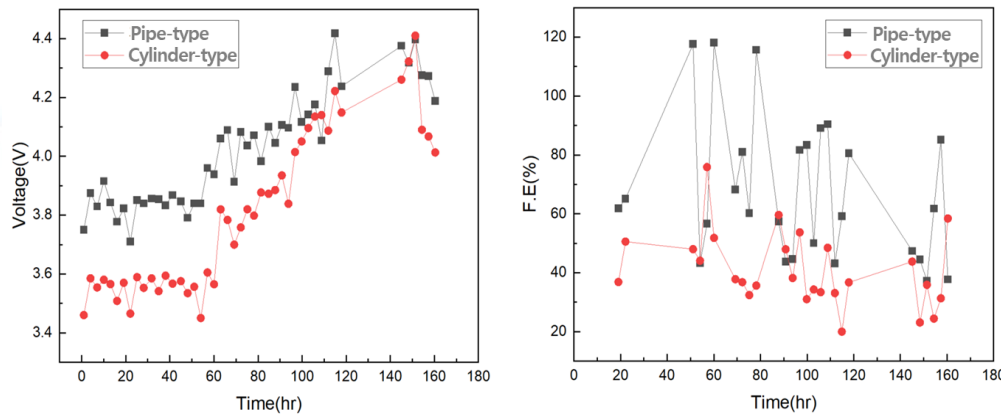 Pipe-type
Cylinder-type
Voltage(V)
4.4
4.2
4.0
3.8
3.6
3.4
0 20 40 60 80 100 120 140 160 180
Time(hr)
Pipe-type
Cylinder-type
F.E(%)
120
100
80
60
40
20
0 20 40 60 80 100 120 140 160 180
Time(hr)